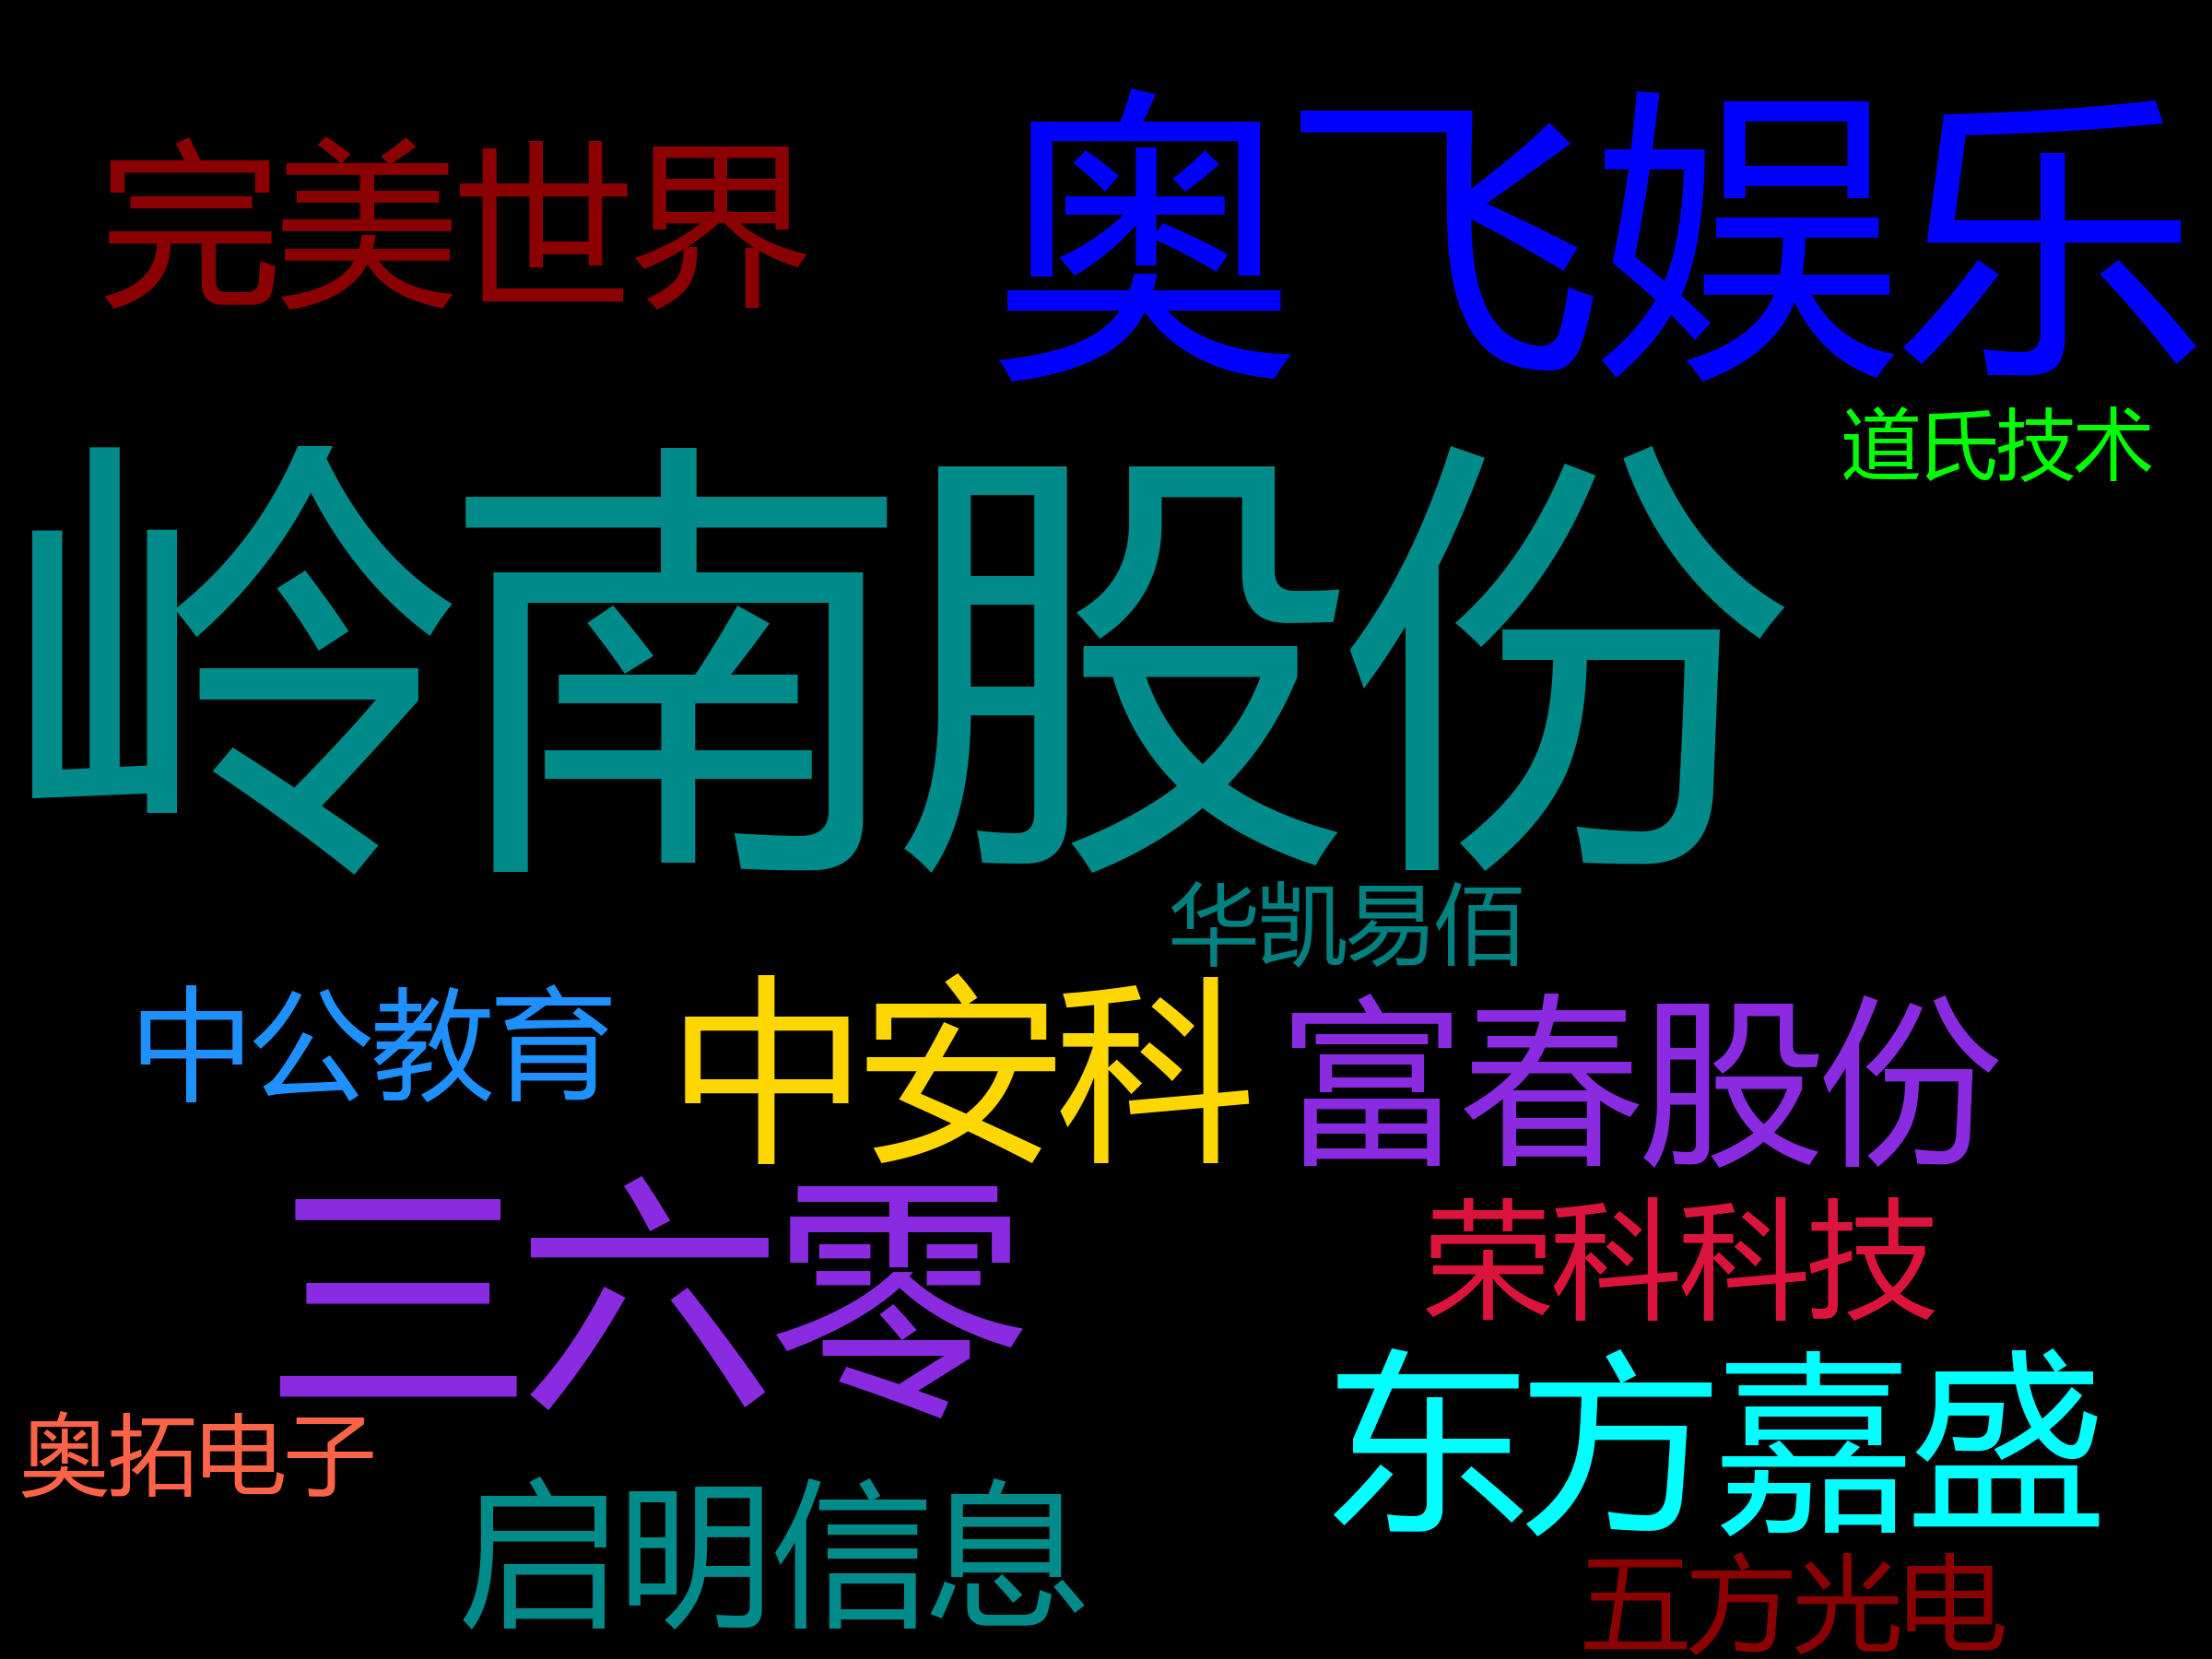 完美世界
奥飞娱乐
道氏技术
岭南股份
华凯易佰
中公教育
中安科
富春股份
三六零
荣科科技
东方嘉盛
奥拓电子
启明信息
五方光电